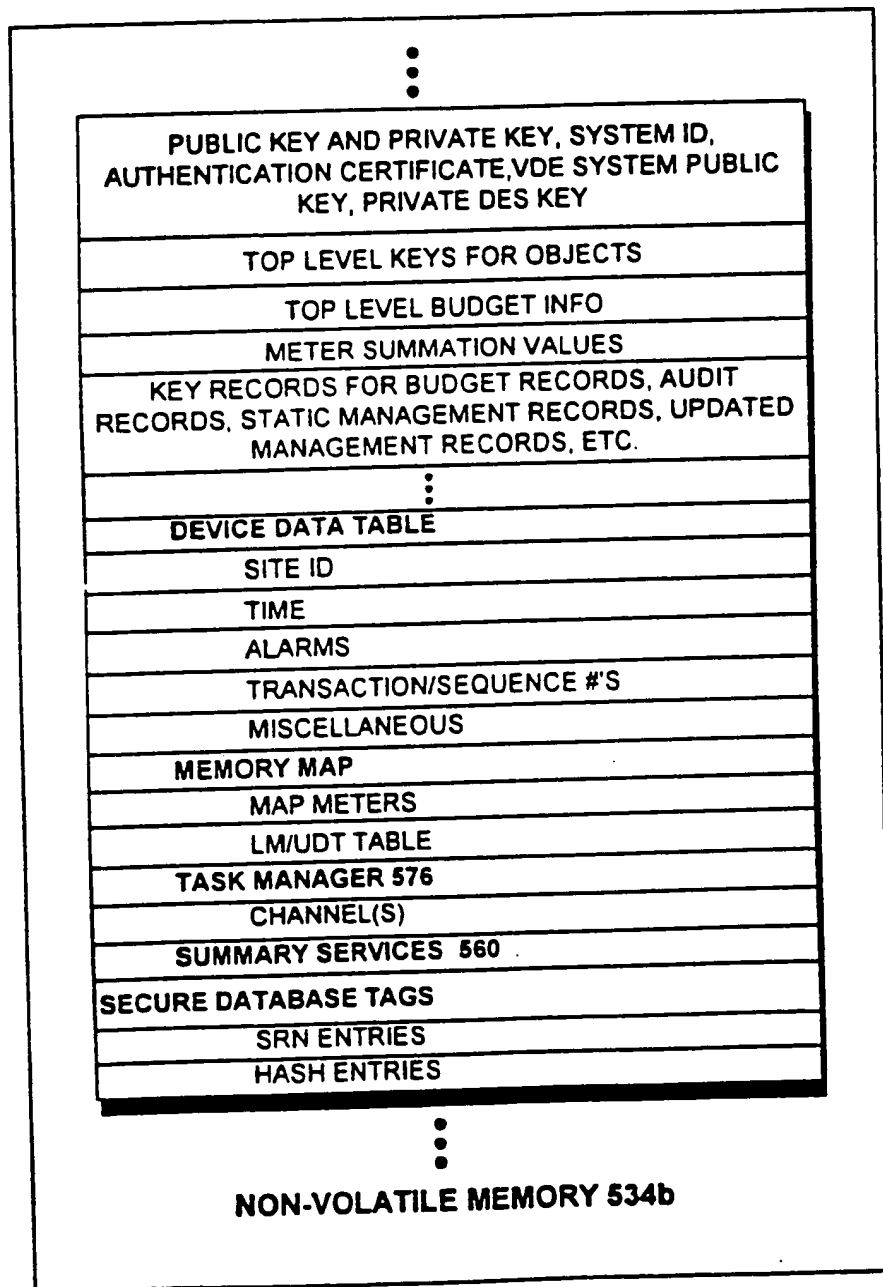 PUBLIC KEY AND PRIVATE KEY, SYSTEM ID,
AUTHENTICATION CERTIFICATE,VDE SYSTEM PUBLIC
KEY, PRIVATE DES KEY
TOP LEVEL KEYS FOR OBJECTS
TOP LEVEL BUDGET INFO
METER SUMMATION VALUES
KEY RECORDS FOR BUDGET RECORDS, AUDIT
RECORDS, STATIC MANAGEMENT RECORDS, UPDATED
MANAGEMENT RECORDS, ETC.
DEVICE DATA TABLE
SITE ID
TIME
ALARMS
TRANSACTION/SEQUENCE #'S
MISCELLANEOUS
MEMORY MAP
MAP METERS
LM/UDT TABLE
TASK MANAGER 576
CHANNEL(S)
SUMMARY SERVICES 560
SECURE DATABASE TAGS
SRN ENTRIES
HASH ENTRIES
NON-VOLATILE MEMORY 534b